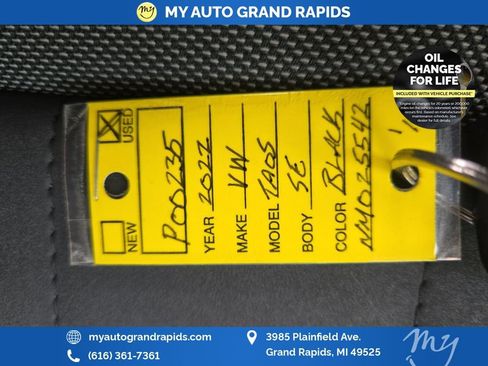 my MY AUTO GRAND RAPIDS
OIL
CHANGES
FOR LIFE
INCLUDED WITH VEHICLE PURCHASE*
USED
NEW
P00235
YEAR 2022
MAKE VW
MODEL TAOS
BODY SE
COLOR BLACK
NM025542
myautograndrapids.com
(616) 361-7361
3985 Plainfield Ave.
Grand Rapids, MI 49525
my